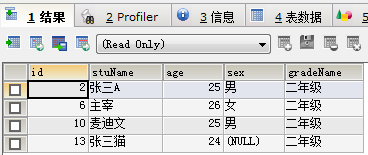 1 结果 2 Profiler 3 信息 4 表数据 5
(Read Only)
id stuName age sex gradeName
2 张三A 25 男 二年级
6 主宰 26 女 二年级
10 麦迪文 25 男 二年级
13 张三猫 24 (NULL) 二年级